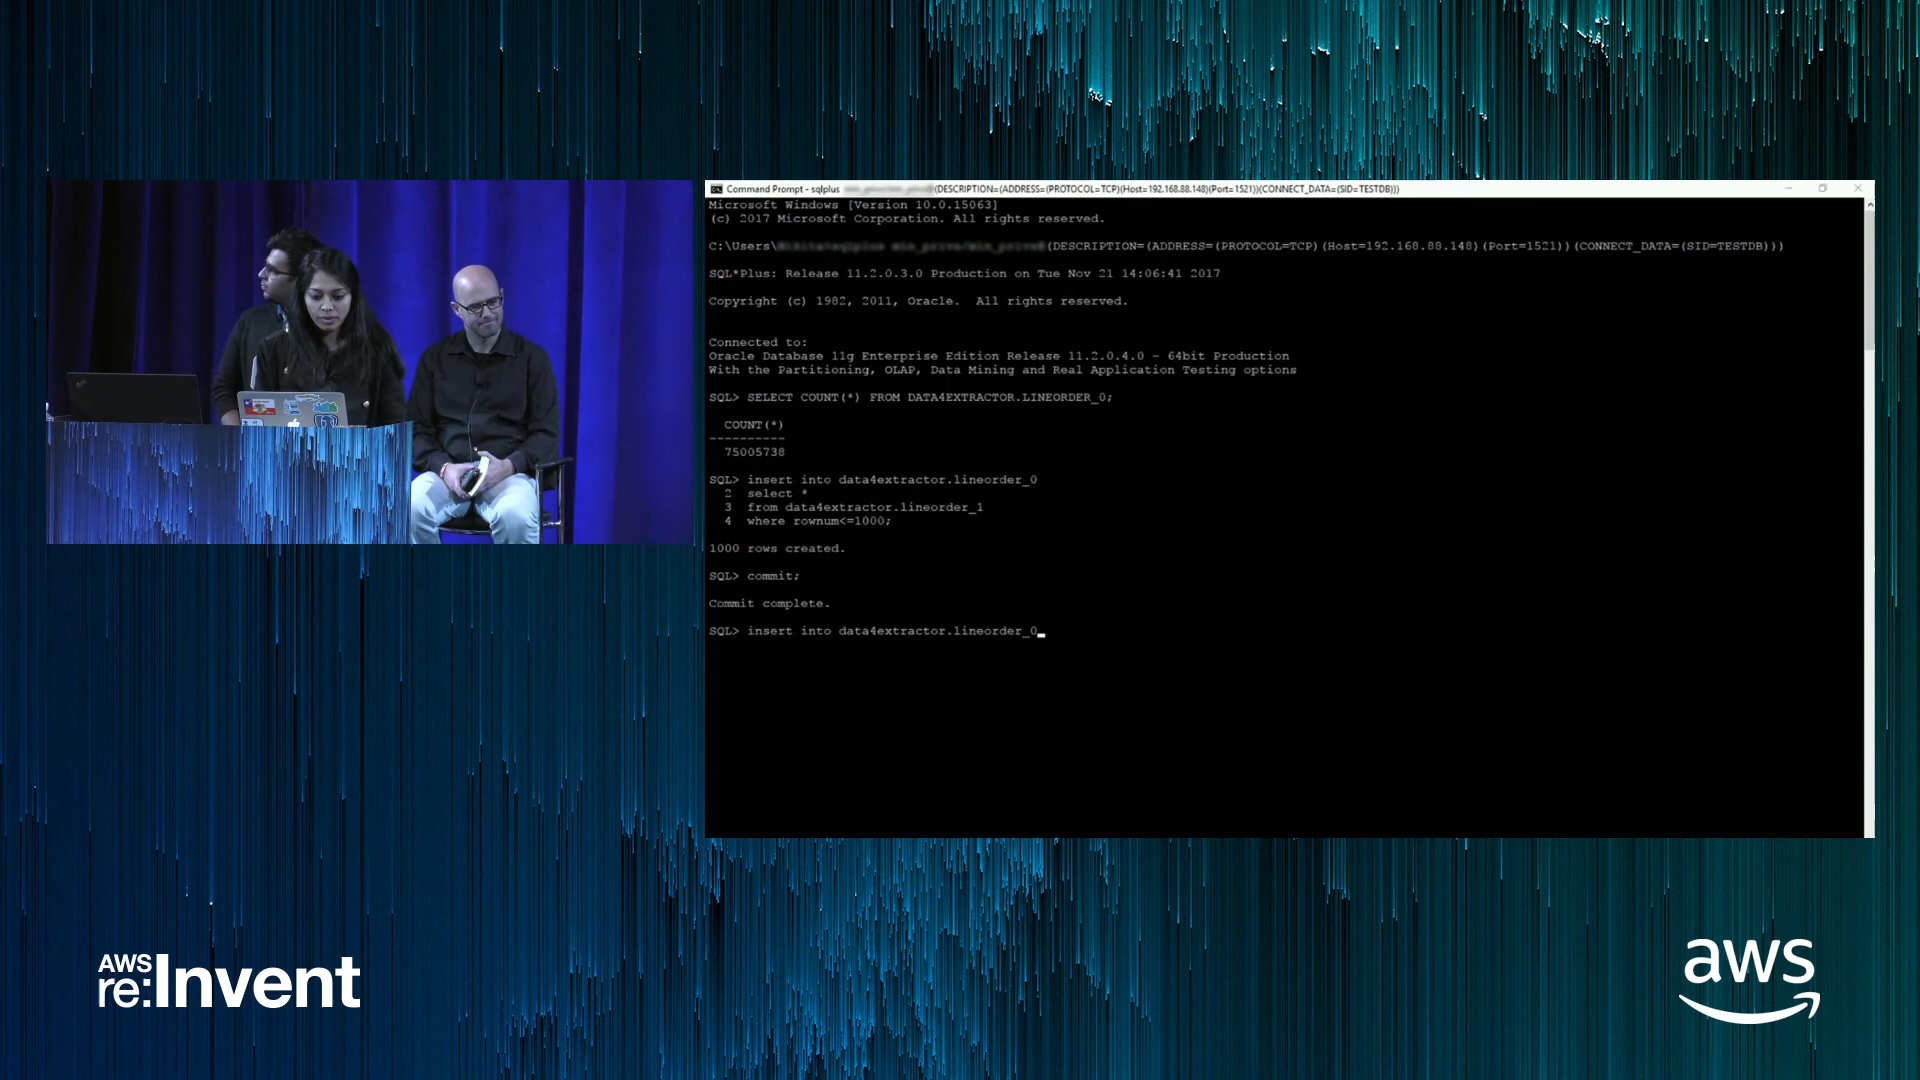 Command Prompt - sqlplus (DESCRIPTION=(ADDRESS=(PROTOCOL=TCP)(Host=192.168.88.148)(Port=1521))(CONNECT_DATA=(SID=TESTDB)))
Microsoft Windows [Version 10.0.15063]
(c) 2017 Microsoft Corporation. All rights reserved.
C:\Users\ (DESCRIPTION=(ADDRESS=(PROTOCOL=TCP)(Host=192.168.88.148)(Port=1521))(CONNECT_DATA=(SID=TESTDB)))
SQL*Plus: Release 11.2.0.3.0 Production on Tue Nov 21 14:06:41 2017
Copyright (c) 1982, 2011, Oracle.  All rights reserved.
Connected to:
Oracle Database 11g Enterprise Edition Release 11.2.0.4.0 - 64bit Production
With the Partitioning, OLAP, Data Mining and Real Application Testing options
SQL> SELECT COUNT(*) FROM DATA4EXTRACTOR.LINEORDER_0;
COUNT(*)
----------
75005738
SQL> insert into data4extractor.lineorder_0
2  select *
3  from data4extractor.lineorder_1
4  where rownum<=1000;
1000 rows created.
SQL> commit;
Commit complete.
SQL> insert into data4extractor.lineorder_0
AWS
re:Invent
aws